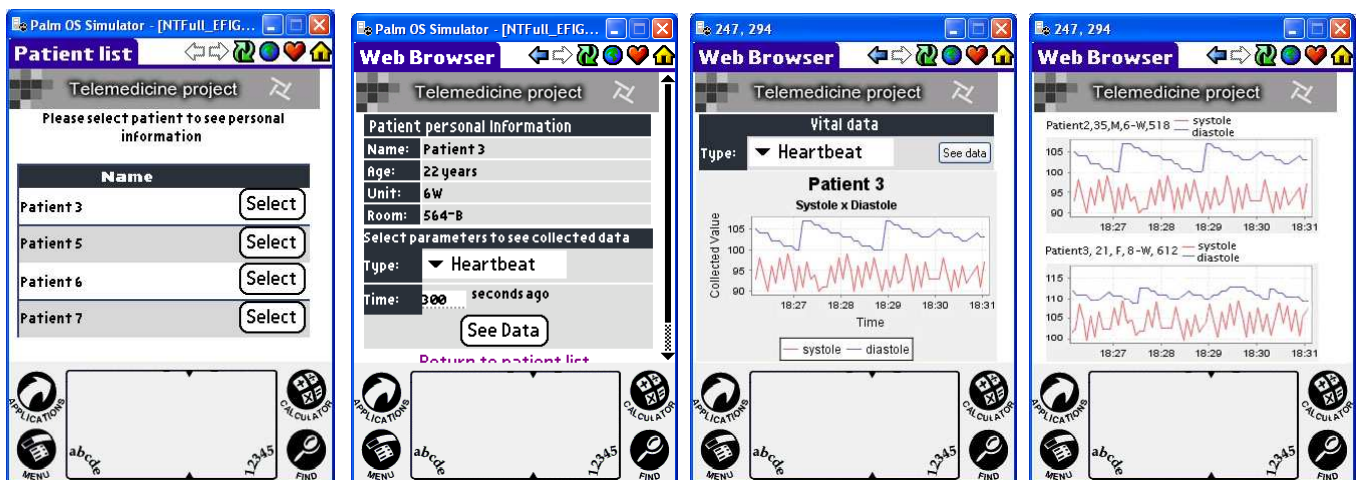 Palm OS Simulator - [NTFull_EFIG...
Patient list
Telemedicine project
Please select patient to see personal
information
Name
Patient 3 Select
Patient 5 Select
Patient 6 Select
Patient 7 Select
APPLICATIONS
CALCULATOR
MENU
abcde
12345
FIND
Palm OS Simulator - [NTFull_EFIG...
Web Browser
Telemedicine project
Patient personal Information
Name: Patient 3
Age: 22 years
Unit: 6W
Room: 564-B
Select parameters to see collected data
Type: Heartbeat
Time: 300 seconds ago
See Data
Return to patient list
APPLICATIONS
CALCULATOR
MENU
abcde
12345
FIND
247, 294
Web Browser
Telemedicine project
Vital data
Type: Heartbeat See data
Patient 3
Systole x Diastole
Collected Value
105
100
95
90
18:27 18:28 18:29 18:30 18:31
Time
systole diastole
APPLICATIONS
CALCULATOR
MENU
abcde
12345
FIND
247, 294
Web Browser
Telemedicine project
Patient2,35,M,6-W,518 systole
diastole
105
100
95
90
18:27 18:28 18:29 18:30 18:31
Patient3, 21, F, 8-W, 612 systole
diastole
115
110
105
100
18:27 18:28 18:29 18:30 18:31
APPLICATIONS
CALCULATOR
MENU
abcde
12345
FIND